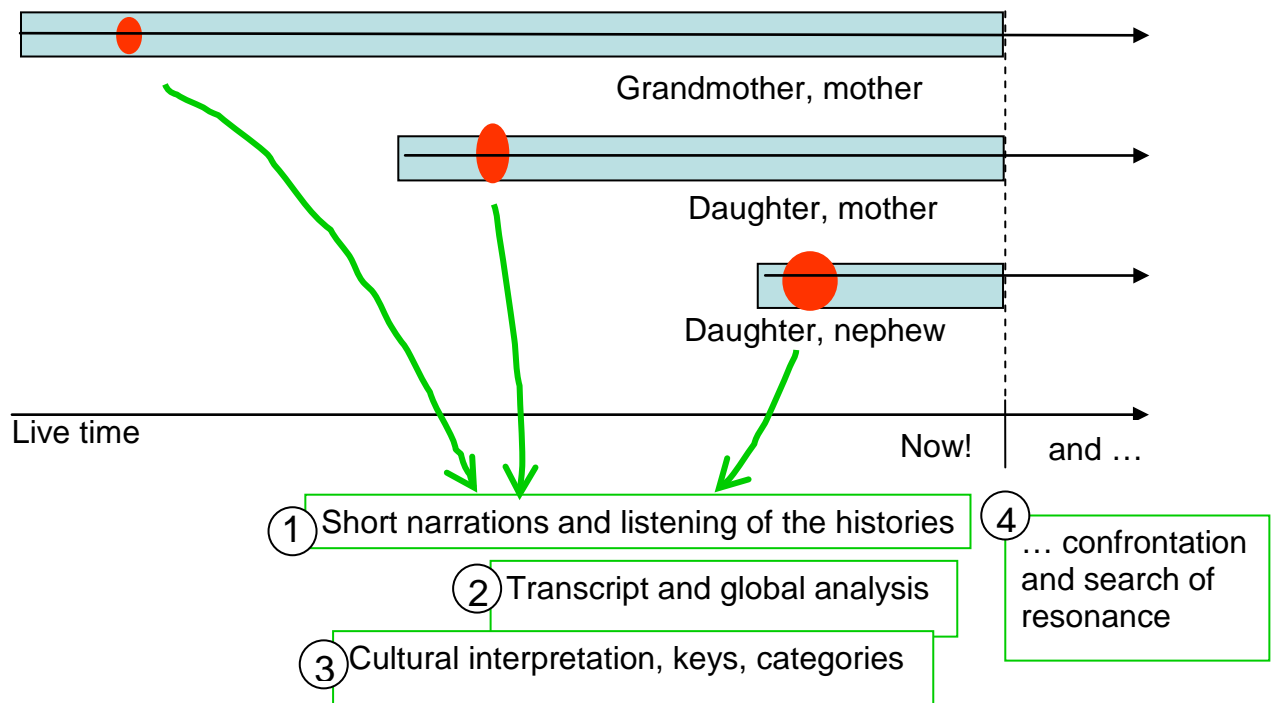 Grandmother, mother
Daughter, mother
Daughter, nephew
Live time
Now!
and …
1
Short narrations and listening of the histories
2
Transcript and global analysis
3
Cultural interpretation, keys, categories
4
… confrontation
and search of
resonance